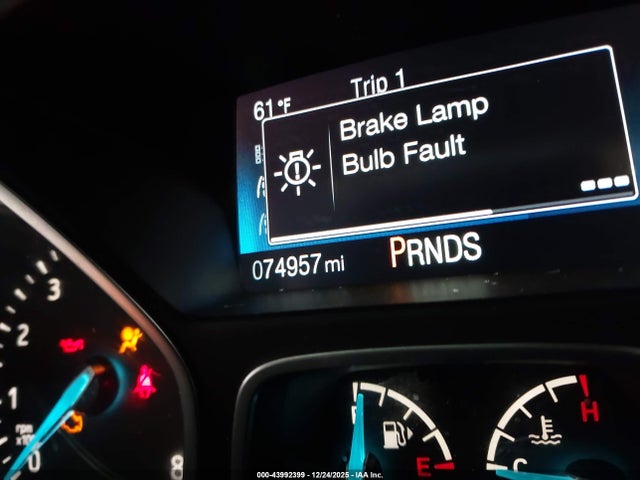 Trip 1
61°F
Brake Lamp
Bulb Fault
074957 mi
PRNDS
3
2
1
rpm
0
8
F
E
H
C
000-43992399 - 12/24/2025 - IAA Inc.